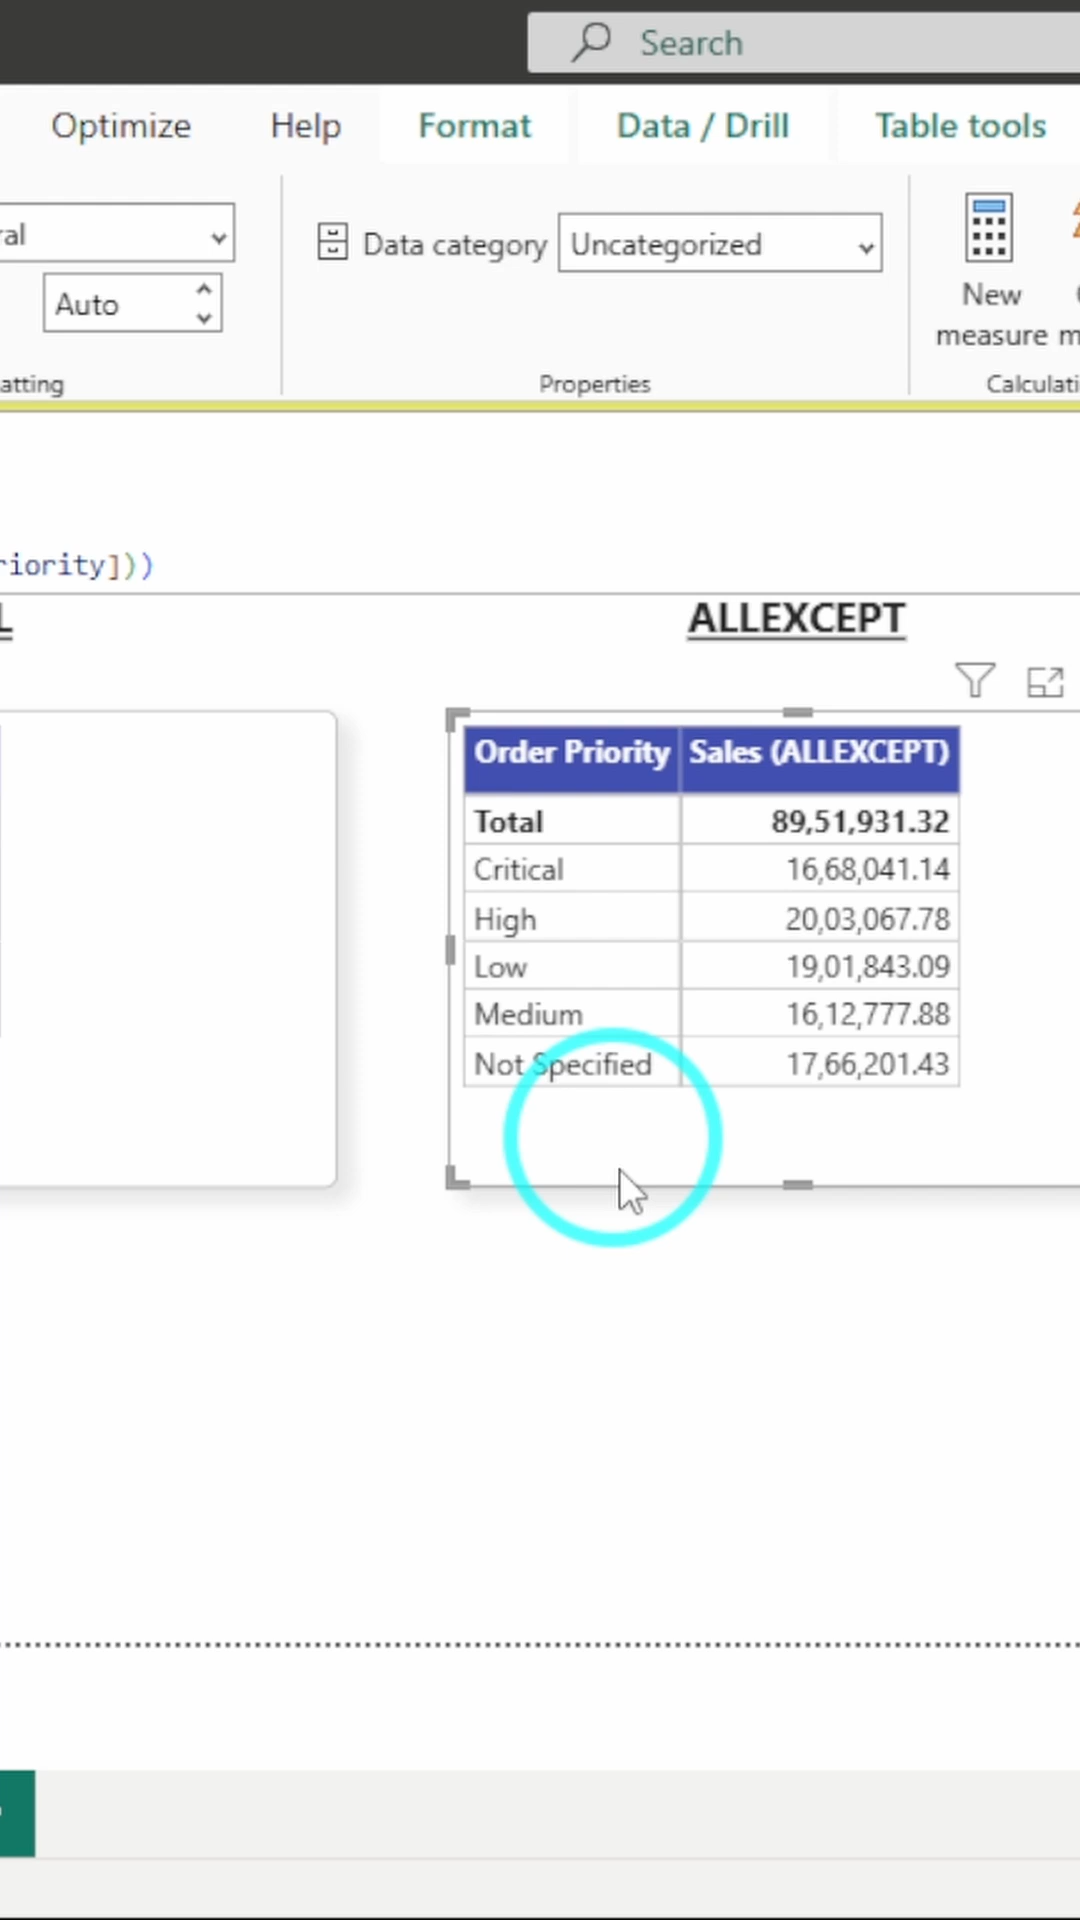 Search
Optimize Help Format Data / Drill Table tools
Data category Uncategorized
Auto
New
measure
Properties
riority]))
ALLEXCEPT
Order Priority Sales (ALLEXCEPT)
Total 89,51,931.32
Critical 16,68,041.14
High 20,03,067.78
Low 19,01,843.09
Medium 16,12,777.88
Not Specified 17,66,201.43